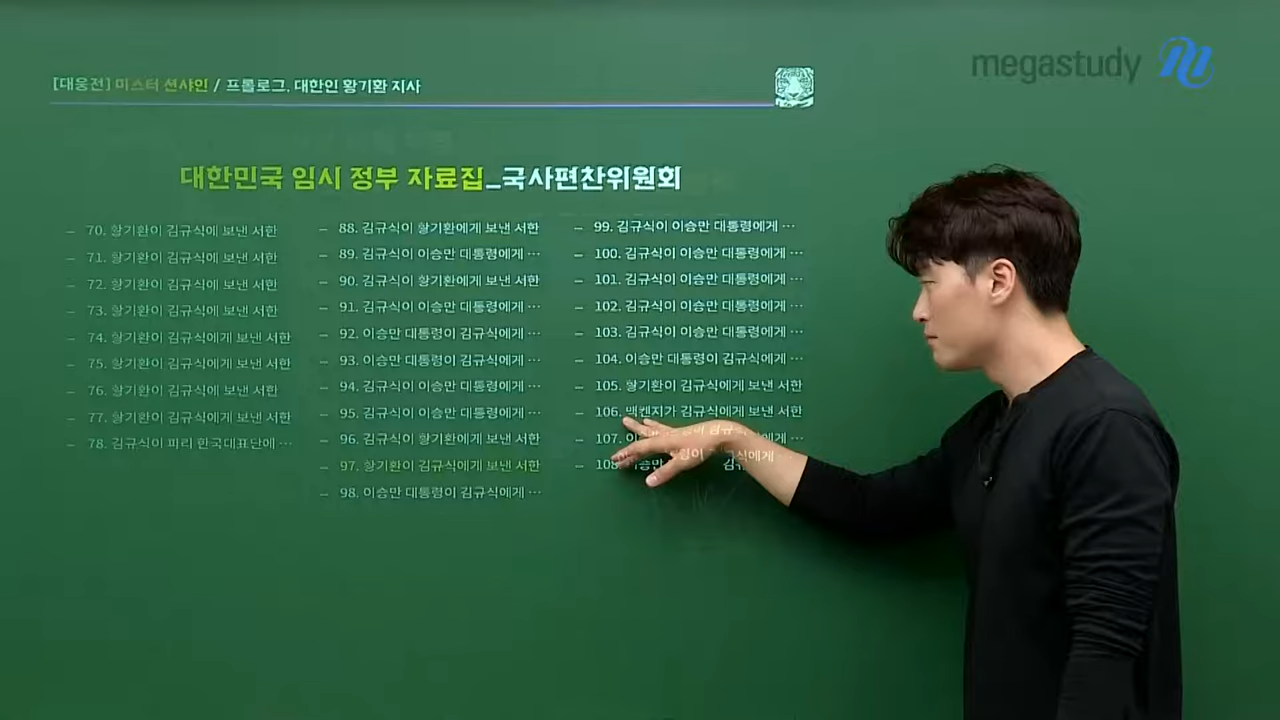 megastudy
[대웅전] 미스터 션샤인 / 프롤로그. 대한인 황기환 지사
대한민국 임시 정부 자료집_국사편찬위원회
– 70. 황기환이 김규식에 보낸 서한
– 71. 황기환이 김규식에 보낸 서한
– 72. 황기환이 김규식에 보낸 서한
– 73. 황기환이 김규식에 보낸 서한
– 74. 황기환이 김규식에게 보낸 서한
– 75. 황기환이 김규식에게 보낸 서한
– 76. 황기환이 김규식에 보낸 서한
– 77. 황기환이 김규식에게 보낸 서한
– 78. 김규식이 파리 한국대표단에 …
– 88. 김규식이 황기환에게 보낸 서한
– 89. 김규식이 이승만 대통령에게 …
– 90. 김규식이 황기환에게 보낸 서한
– 91. 김규식이 이승만 대통령에게 …
– 92. 이승만 대통령이 김규식에게 …
– 93. 이승만 대통령이 김규식에게 …
– 94. 김규식이 이승만 대통령에게 …
– 95. 김규식이 이승만 대통령에게 …
– 96. 김규식이 황기환에게 보낸 서한
– 97. 황기환이 김규식에게 보낸 서한
– 98. 이승만 대통령이 김규식에게 …
– 99. 김규식이 이승만 대통령에게 …
– 100. 김규식이 이승만 대통령에게 …
– 101. 김규식이 이승만 대통령에게 …
– 102. 김규식이 이승만 대통령에게 …
– 103. 김규식이 이승만 대통령에게 …
– 104. 이승만 대통령이 김규식에게 …
– 105. 황기환이 김규식에게 보낸 서한
– 106. 맥켄지가 김규식에게 보낸 서한
– 107.
– 108.